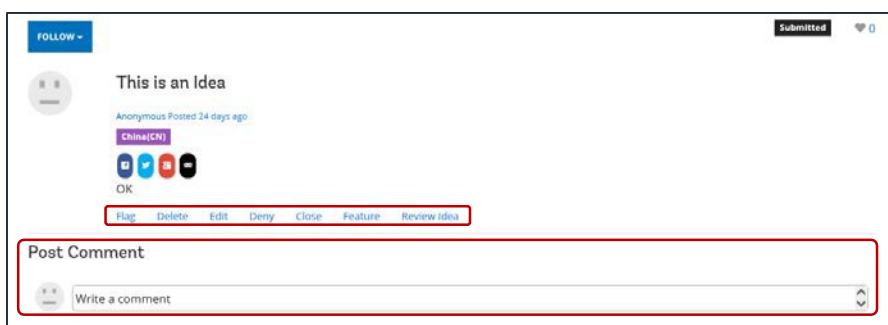 FOLLOW
Submitted 0
This is an Idea
Anonymous Posted 24 days ago
China(CN)
OK
Flag Delete Edit Deny Close Feature Review Idea
Post Comment
Write a comment